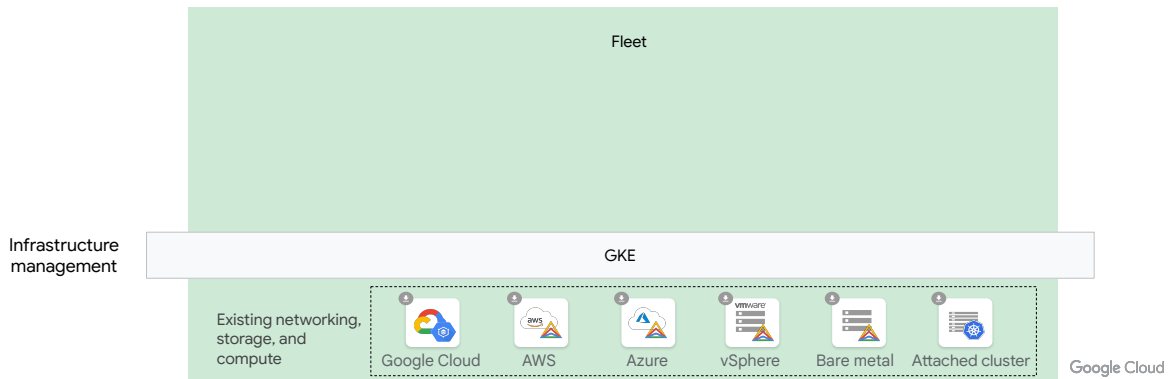 Fleet
Infrastructure
management
GKE
Existing networking,
storage, and
compute
aws
vmware
Google Cloud
AWS
Azure
vSphere
Bare metal
Attached cluster
Google Cloud